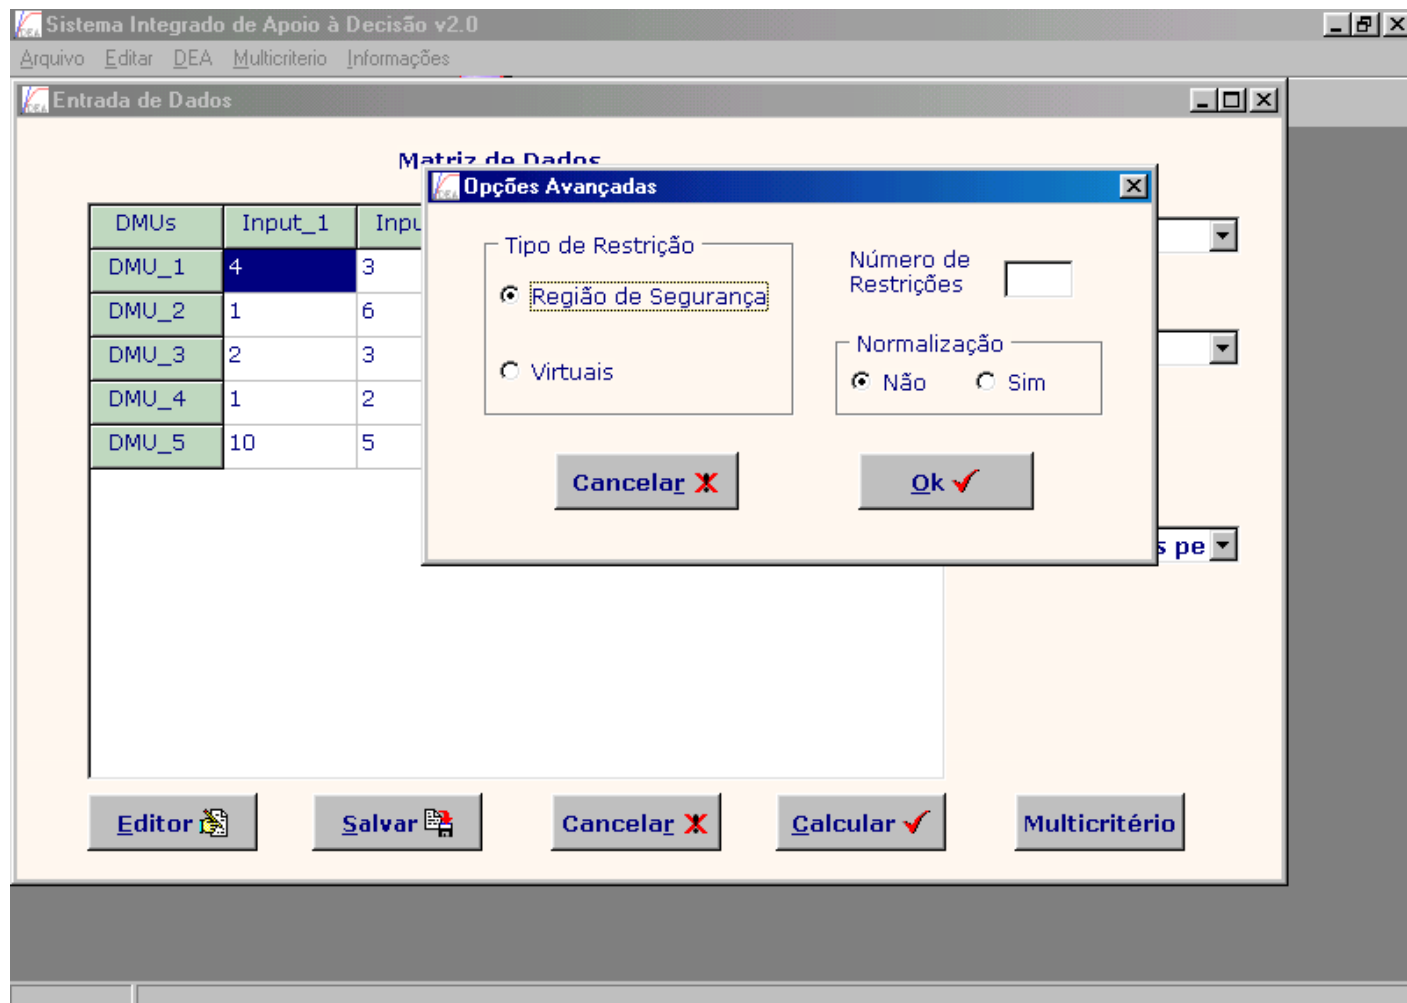 Sistema Integrado de Apoio à Decisão v2.0
Arquivo Editar DEA Multicriterio Informações
Entrada de Dados
Matriz de Dados
Opções Avançadas
DMUs Input_1 Inpu
DMU_1 4 3
DMU_2 1 6
DMU_3 2 3
DMU_4 1 2
DMU_5 10 5
Tipo de Restrição
Região de Segurança
Virtuais
Número de
Restrições
Normalização
Não Sim
Cancelar Ok
s pe
Editor Salvar Cancelar Calcular Multicritério